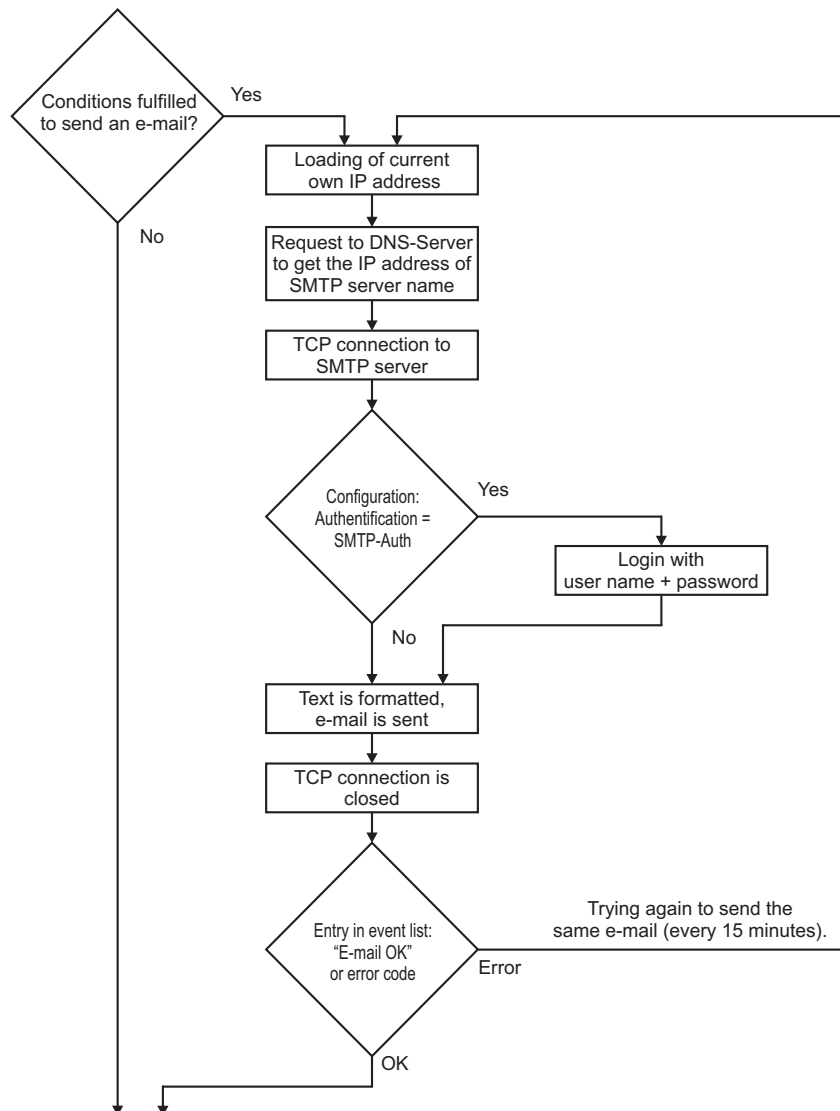 Conditions fulfilled
to send an e-mail?
Yes
No
Loading of current
own IP address
Request to DNS-Server
to get the IP address of
SMTP server name
TCP connection to
SMTP server
Configuration:
Authentification =
SMTP-Auth
Yes
Login with
user name + password
No
Text is formatted,
e-mail is sent
TCP connection is
closed
Entry in event list:
“E-mail OK”
or error code
Trying again to send the
same e-mail (every 15 minutes).
Error
OK